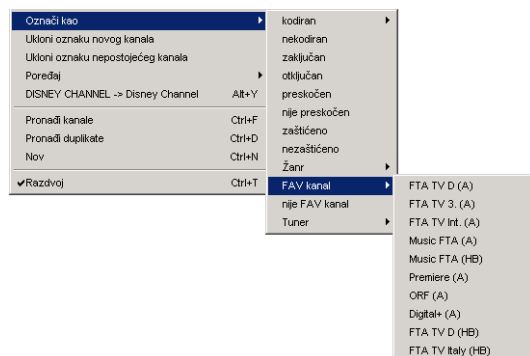 Označi kao
Ukloni oznaku novog kanala
Ukloni oznaku nepostojećeg kanala
Poređaj
DISNEY CHANNEL -> Disney Channel Alt+Y
Pronađi kanale Ctrl+F
Pronađi duplikate Ctrl+D
Nov Ctrl+N
Razdvoj Ctrl+T
kodiran
nekodiran
zaključan
otključan
preskočen
nije preskočen
zaštićeno
nezaštićeno
Žanr
FAV kanal
nije FAV kanal
Tuner
FTA TV D (A)
FTA TV 3. (A)
FTA TV Int. (A)
Music FTA (A)
Music FTA (HB)
Premiere (A)
ORF (A)
Digital+ (A)
FTA TV D (HB)
FTA TV Italy (HB)